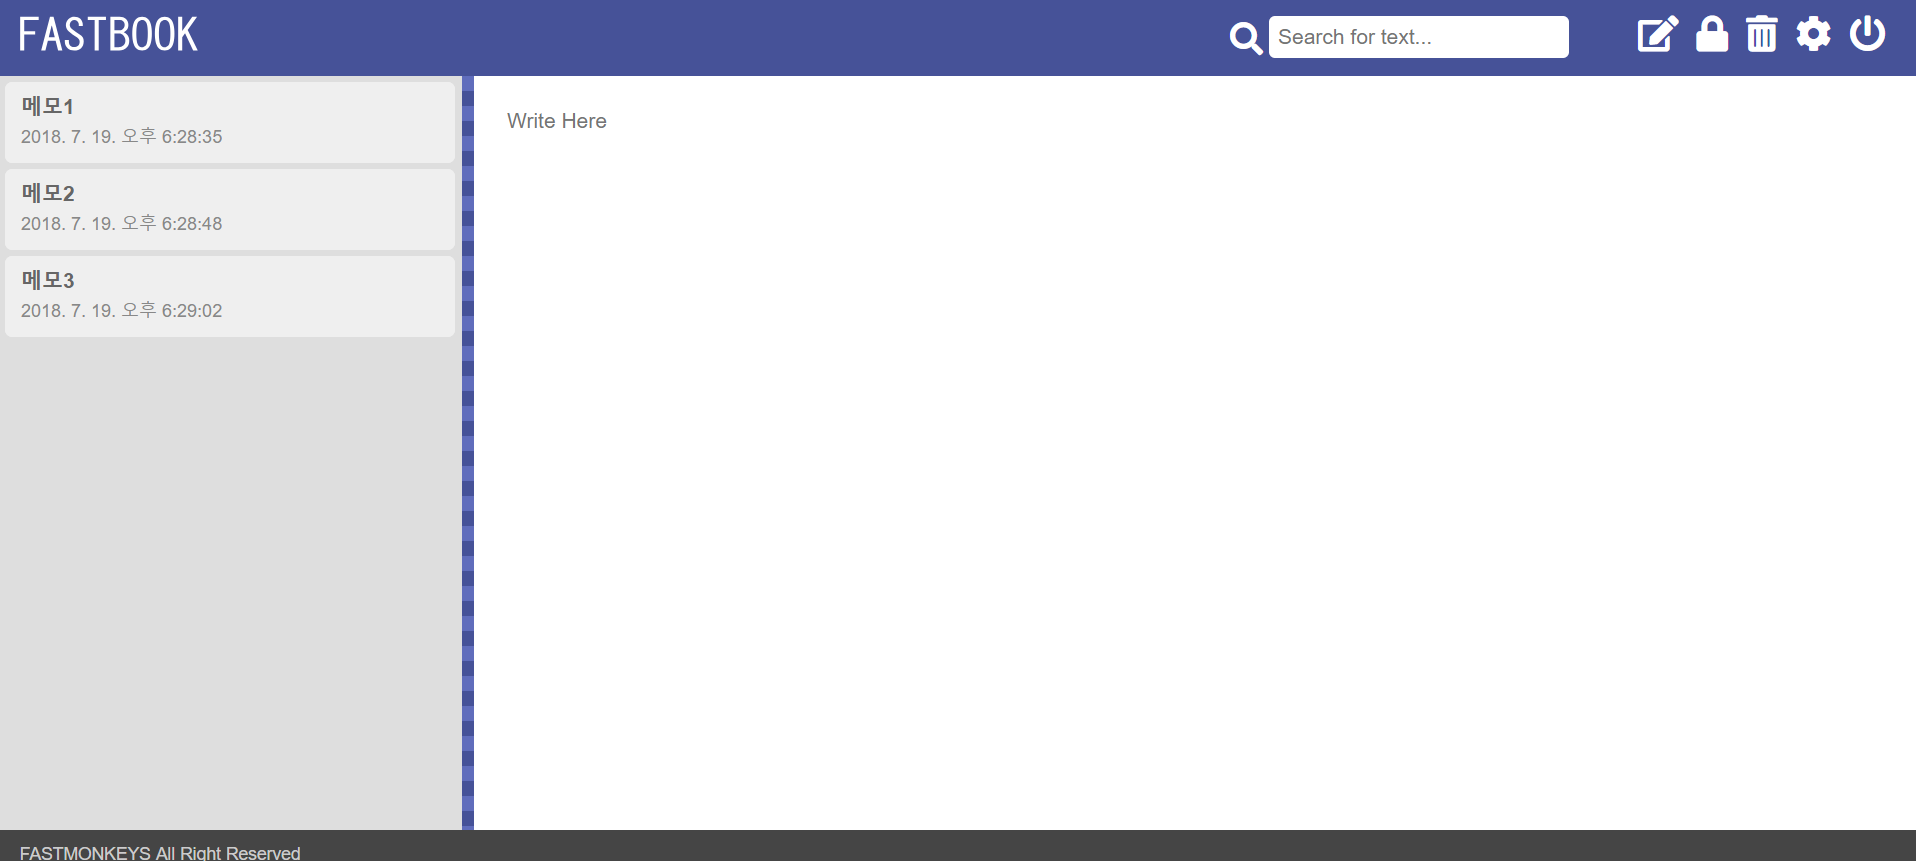 FASTBOOK
Search for text...
메모1
2018. 7. 19. 오후 6:28:35
메모2
2018. 7. 19. 오후 6:28:48
메모3
2018. 7. 19. 오후 6:29:02
Write Here
FASTMONKEYS All Right Reserved